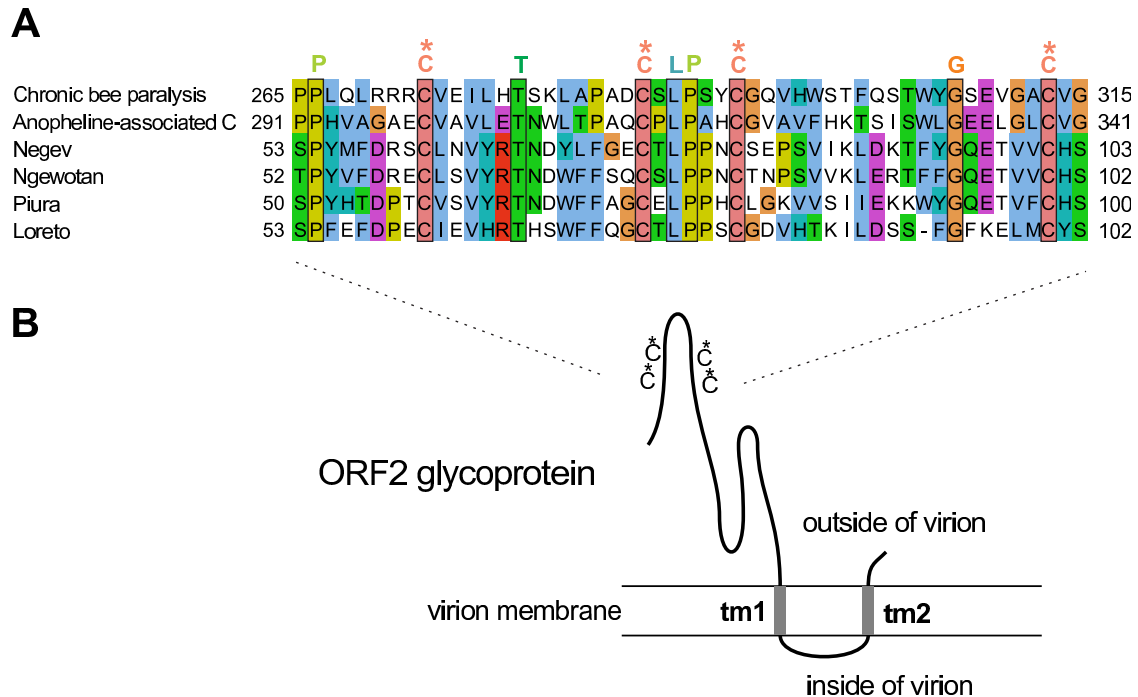 A
* * * *
P C T C L P C G C
Chronic bee paralysis 265 PPLQLRRRCVEILHTSKLAPADCSLPSYCGQVHWSTFQSTWYGSEVGACVG 315
Anopheline-associated C 291 PPHVAGAECVAVLETNWLTPAQCPLPAHCGVAVFHKTSISWLGEELGLCVG 341
Negev 53 SPYMFDRSCLNVYRTNDYLFGECTLPPNCSEPSVIKLDKTFYGQETVVCHS 103
Ngewotan 52 TPYVFDRECLSVYRTNDWFFSQCSLPPNCTNPSVVKLERTFFGQETVVCHS 102
Piura 50 SPYHTDPTCVSVYRTNDWFFAGCELPPHCLGKVVSIIEKKWYGQETVFCHS 100
Loreto 53 SPFEFDPECIEVHRTHSWFFQGCTLPPSCGDVHTKILDSS-FGFKELMCYS 102
B
* *
C C
* *
C C
ORF2 glycoprotein
outside of virion
virion membrane tm1 tm2
inside of virion